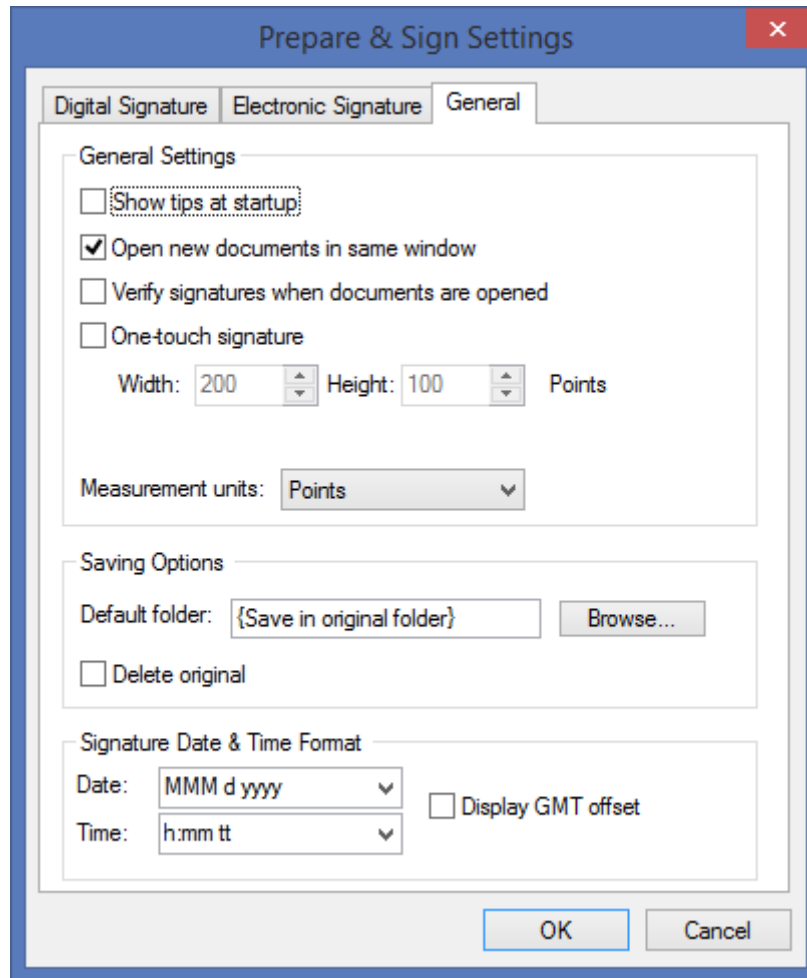 Prepare & Sign Settings
Digital Signature Electronic Signature General
General Settings
Show tips at startup
Open new documents in same window
Verify signatures when documents are opened
One-touch signature
Width: 200 Height: 100 Points
Measurement units: Points
Saving Options
Default folder: {Save in original folder} Browse...
Delete original
Signature Date & Time Format
Date: MMM d yyyy
Display GMT offset
Time: h:mm tt
OK Cancel